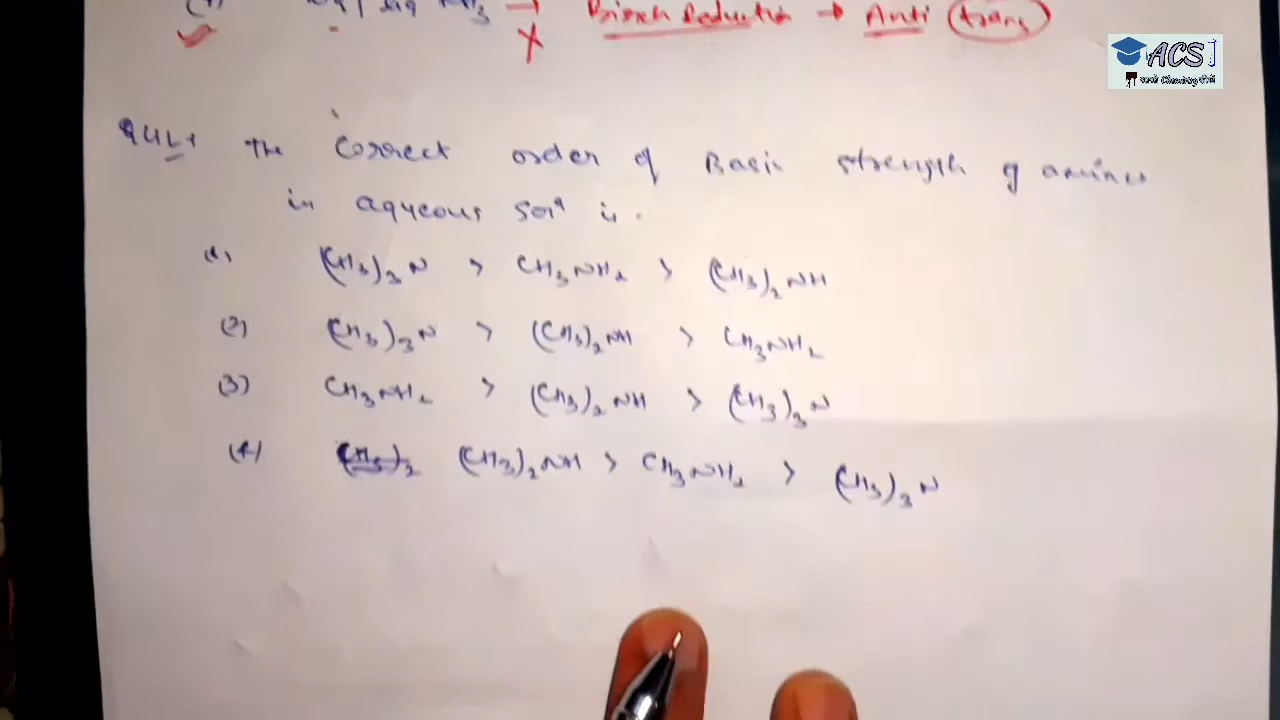 NH₃ → Birch Reduction → Anti (trans)
X
ACS
Q42+ The correct order of Basic strength of amines
in aqueous solⁿ is.
(1) (CH₃)₃N > CH₃NH₂ > (CH₃)₂NH
(2) (CH₃)₃N > (CH₃)₂NH > CH₃NH₂
(3) CH₃NH₂ > (CH₃)₂NH > (CH₃)₃N
(4) (CH₃)₂NH > CH₃NH₂ > (CH₃)₃N